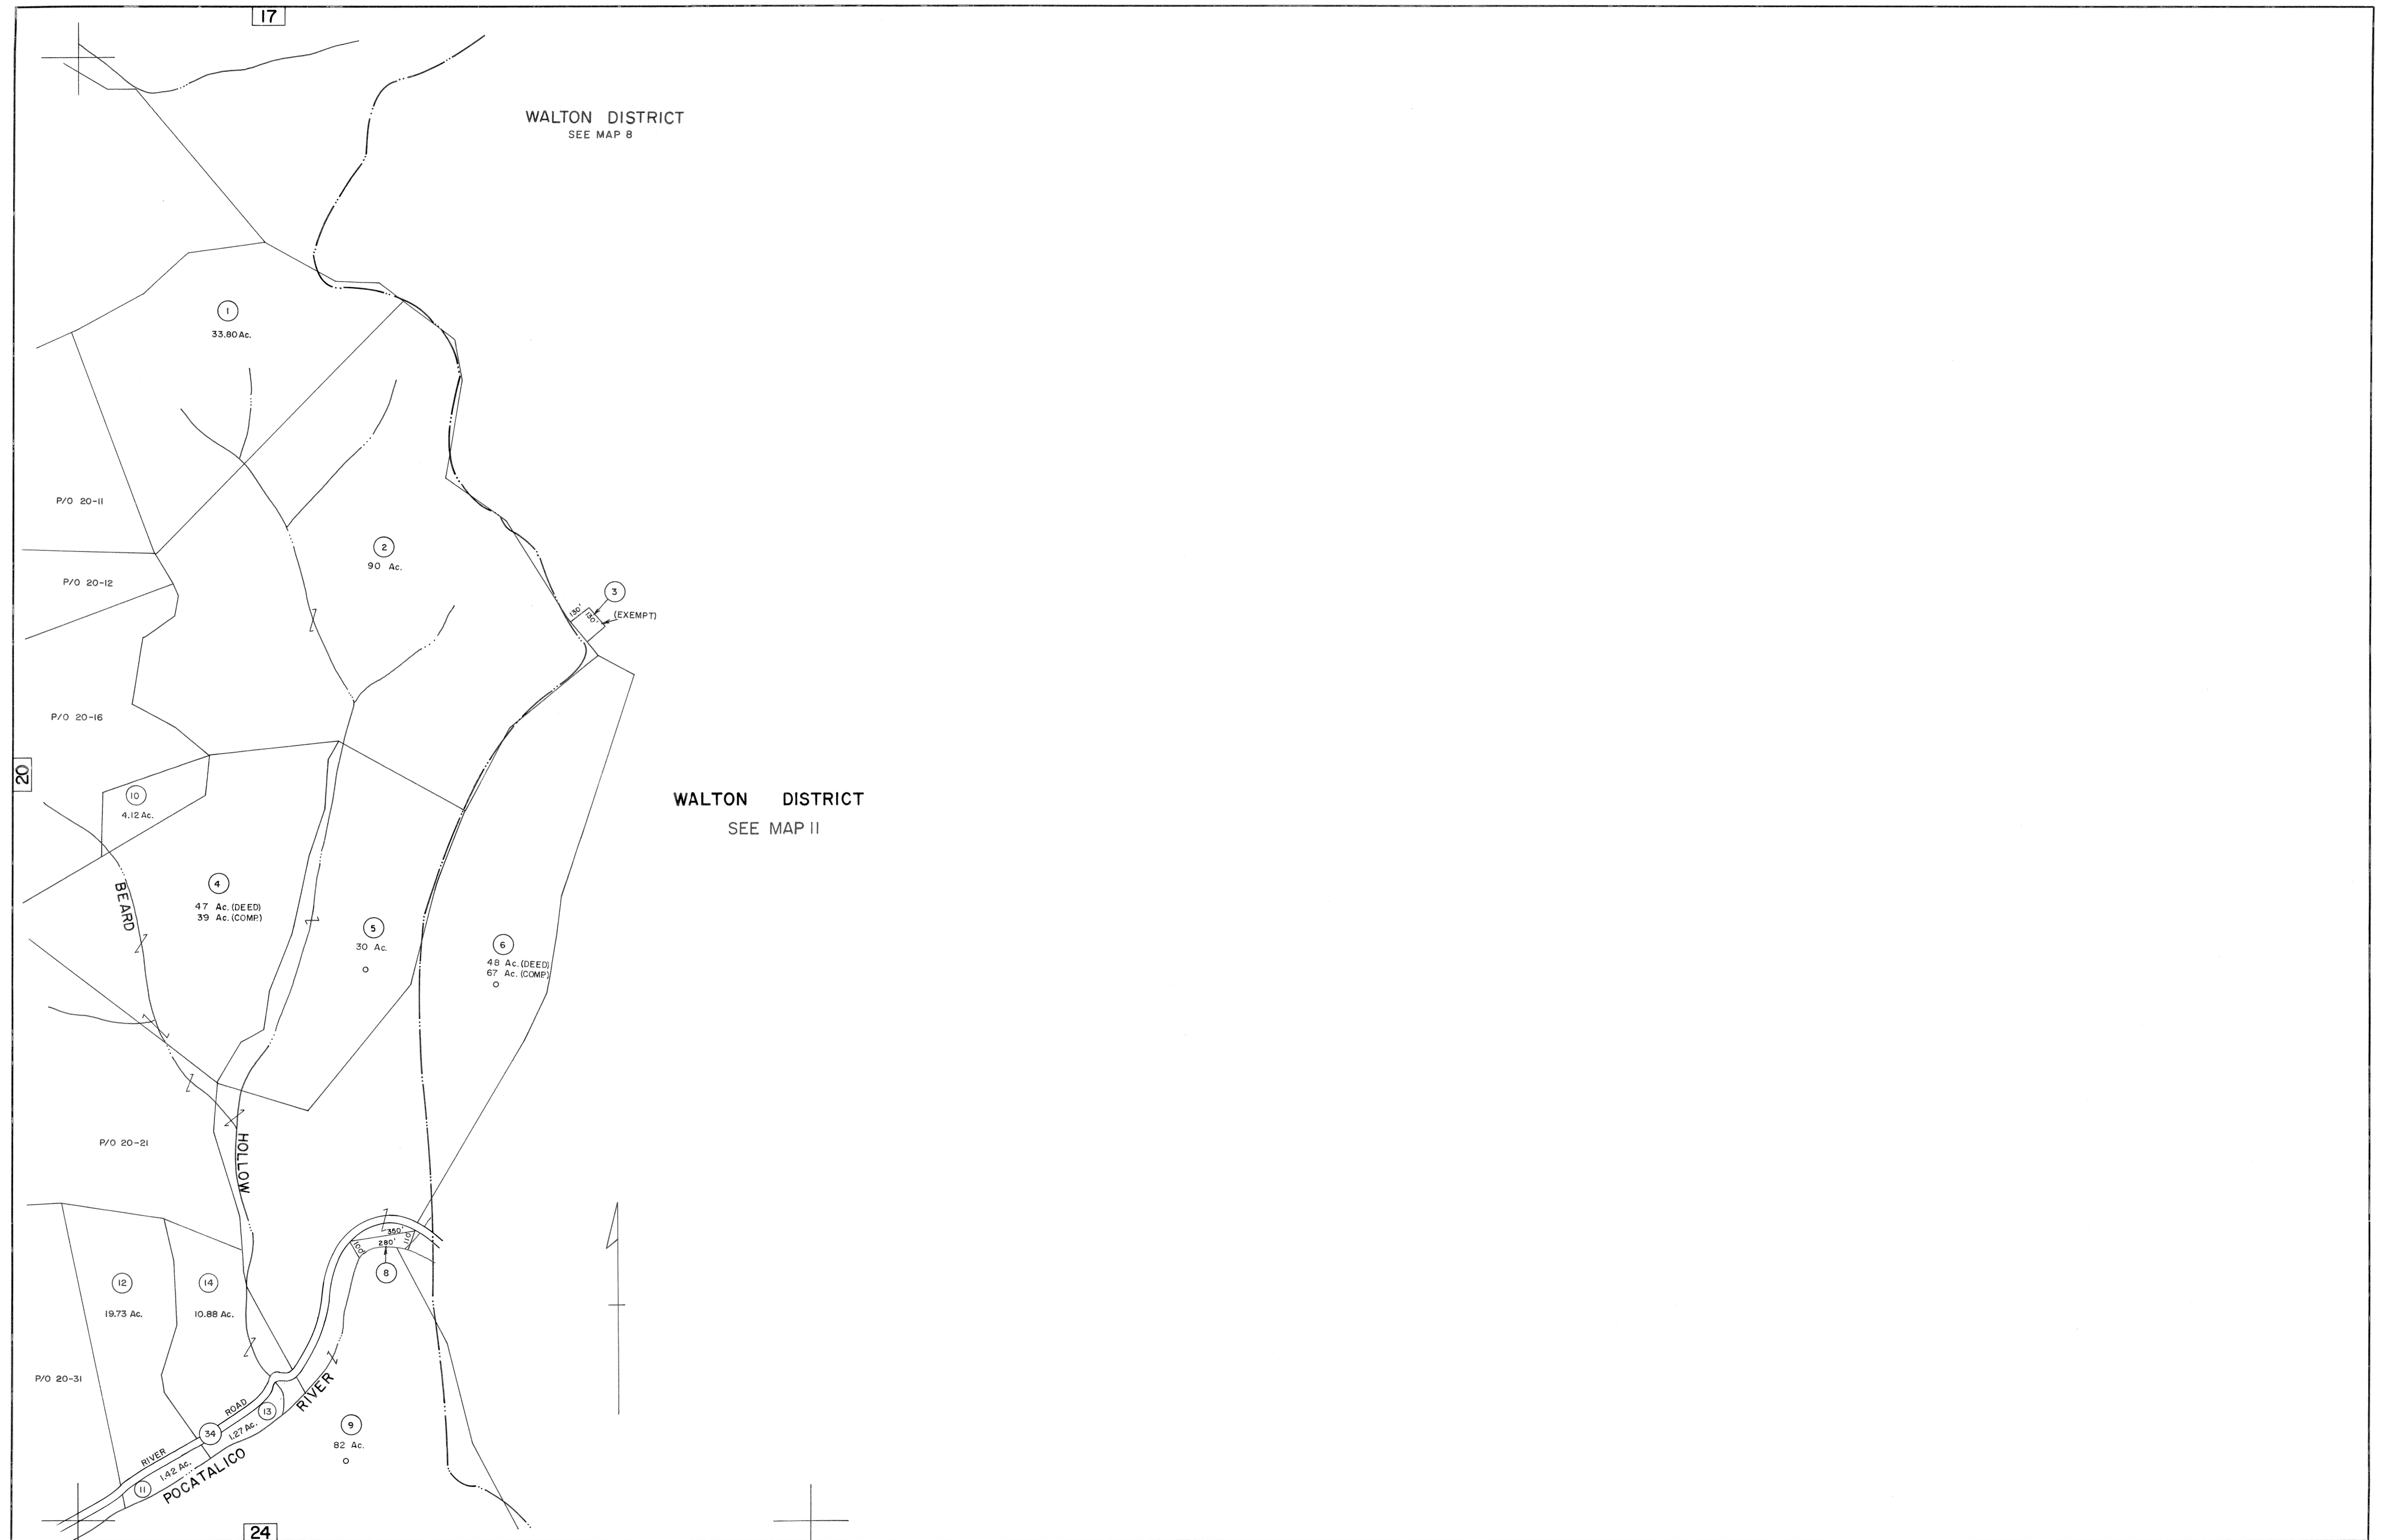 17
WALTON DISTRICT
SEE MAP 8
1
33.80 Ac.
P/O 20-11
2
90 Ac.
P/O 20-12
3
(EXEMPT)
130'
130'
P/O 20-16
20
10
4.12 Ac.
WALTON DISTRICT
SEE MAP 11
BEARD
4
47 Ac. (DEED)
39 Ac. (COMP.)
5
30 Ac.
6
48 Ac. (DEED)
67 Ac. (COMP.)
P/O 20-21
HOLLOW
350'
100'
280'
110'
8
12
19.73 Ac.
14
10.88 Ac.
P/O 20-31
RIVER ROAD
34
13
1.27 Ac.
11
1.42 Ac.
POCATALICO RIVER
9
82 Ac.
24